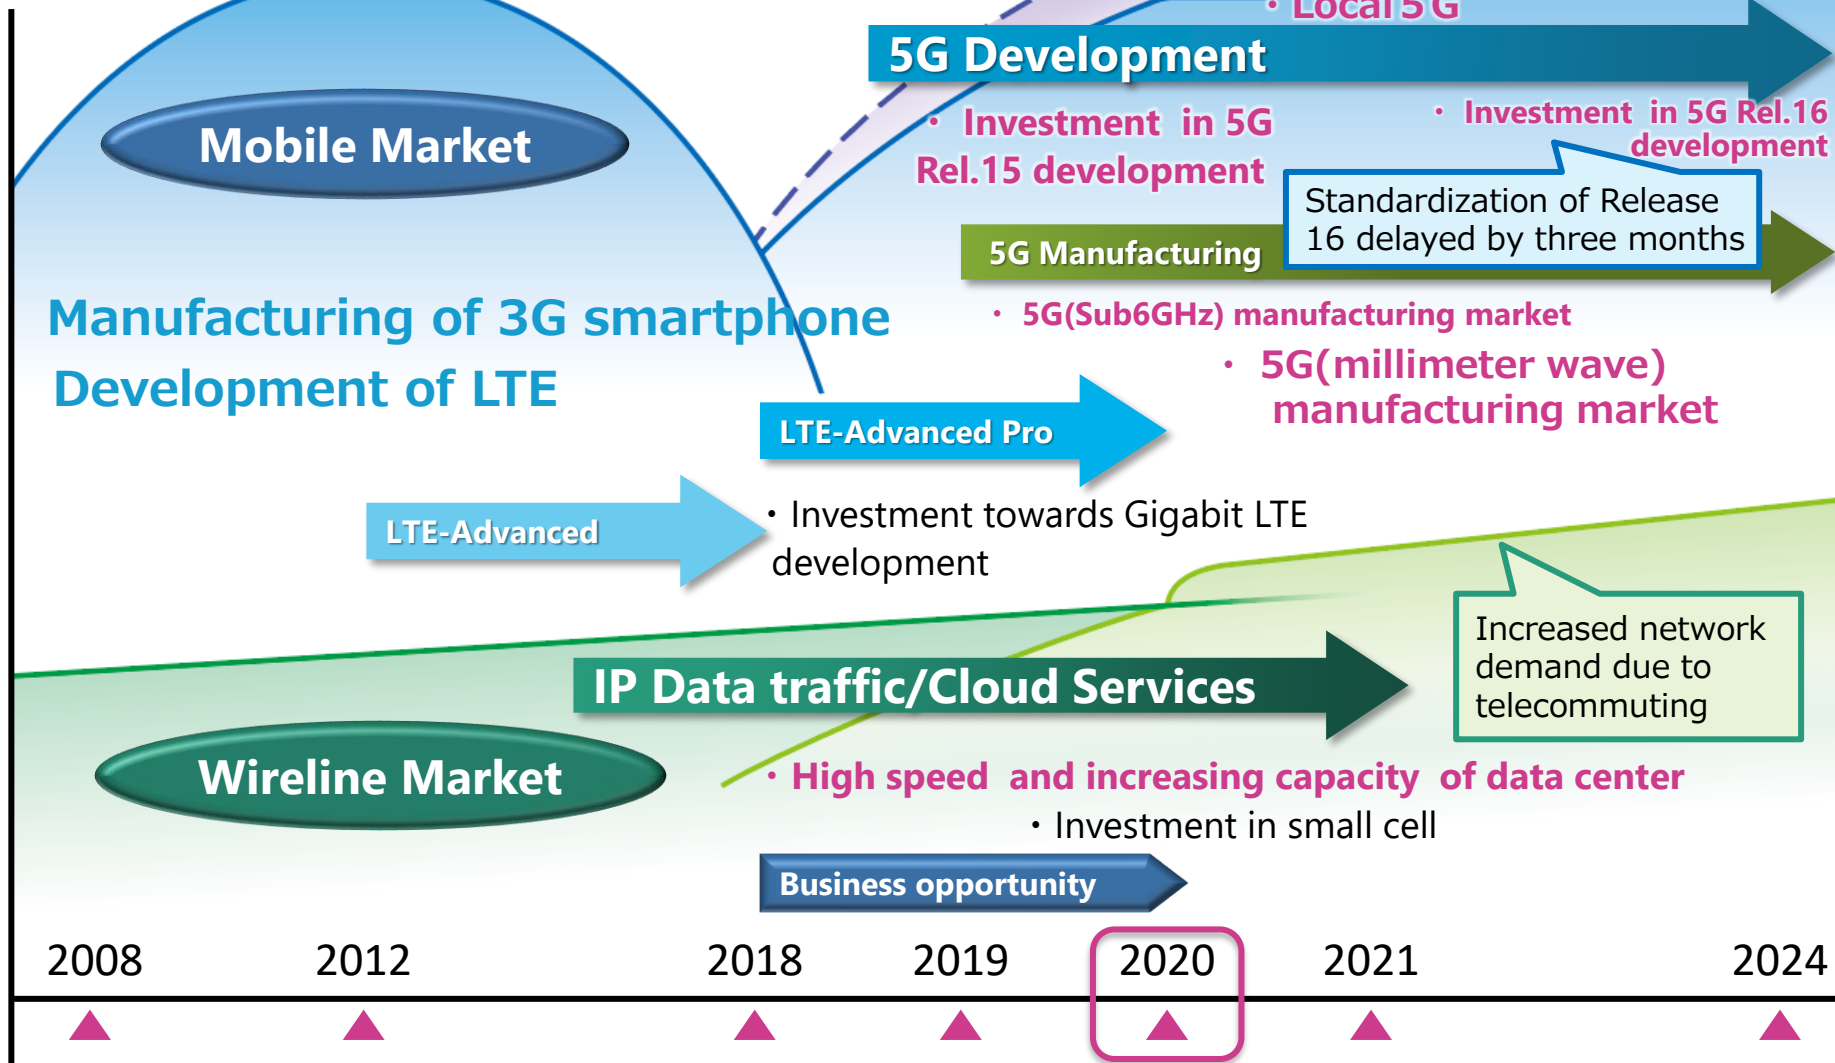 ・Local 5G
5G Development
Mobile Market
・ Investment in 5G
Rel.15 development
・ Investment in 5G Rel.16
development
Standardization of Release
16 delayed by three months
5G Manufacturing
Manufacturing of 3G smartphone
Development of LTE
・ 5G(Sub6GHz) manufacturing market
・ 5G(millimeter wave)
manufacturing market
LTE-Advanced Pro
LTE-Advanced
・Investment towards Gigabit LTE
development
Increased network
demand due to
telecommuting
IP Data traffic/Cloud Services
Wireline Market
・High speed and increasing capacity of data center
・Investment in small cell
Business opportunity
2008 2012 2018 2019 2020 2021 2024